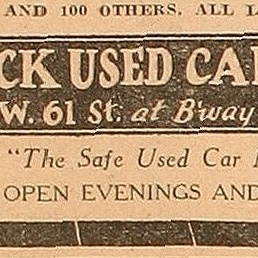 AND 100 OTHERS. ALL
CK USED CA
W. 61 St. at B'way
"The Safe Used Car
OPEN EVENINGS AND